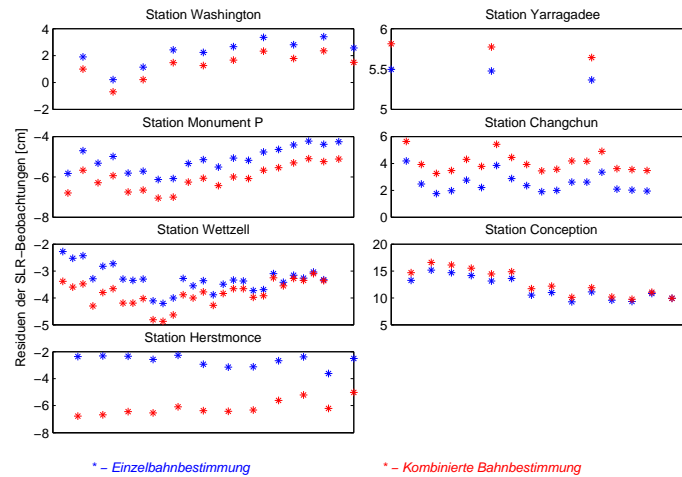 Station Washington
4
2
0
−2
Station Yarragadee
6
5.5
5
Station Monument P
−4
−6
−8
Station Changchun
6
4
2
0
Station Wettzell
−2
−3
−4
−5
Station Conception
20
15
10
5
Station Herstmonce
−2
−4
−6
−8
Residuen der SLR−Beobachtungen [cm]
* − Einzelbahnbestimmung
* − Kombinierte Bahnbestimmung